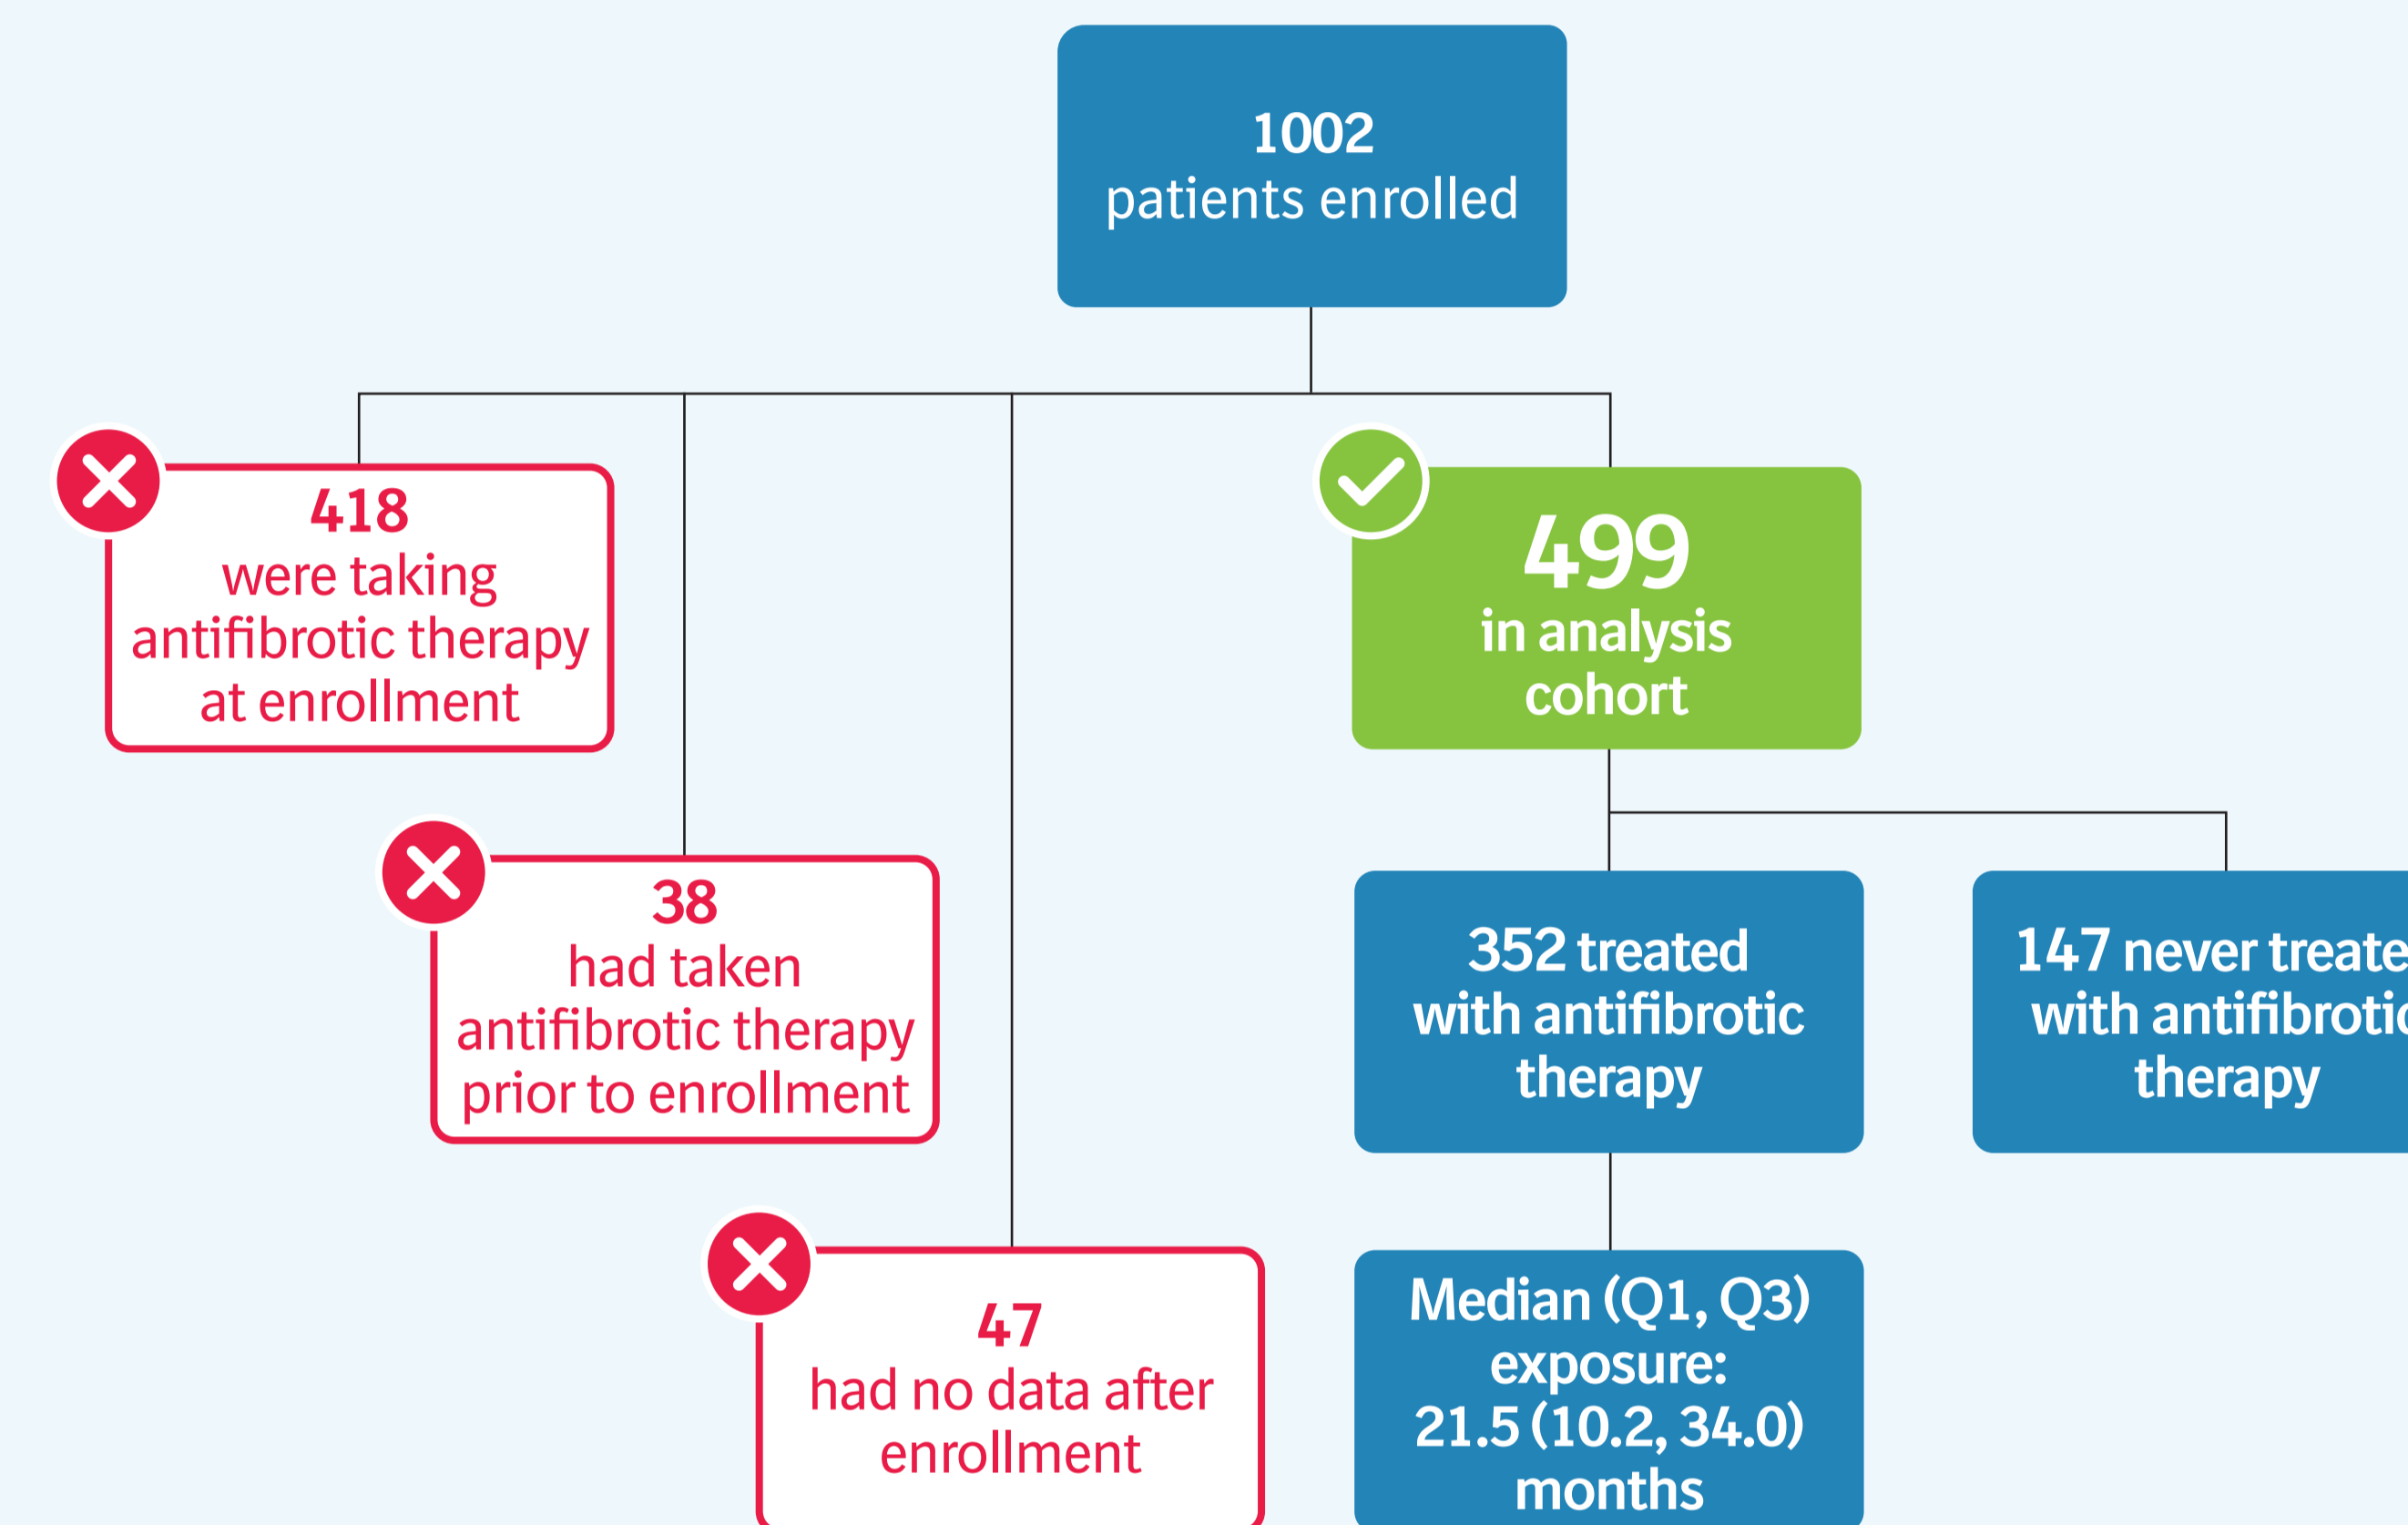 1002
patients enrolled
418
were taking
antifibrotic therapy
at enrollment
499
in analysis
cohort
38
had taken
antifibrotic therapy
prior to enrollment
352 treated
with antifibrotic
therapy
147 never
with
therapy
47
had no data after
enrollment
Median (Q1, Q3)
exposure:
21.5 (10.2, 34.0)
months